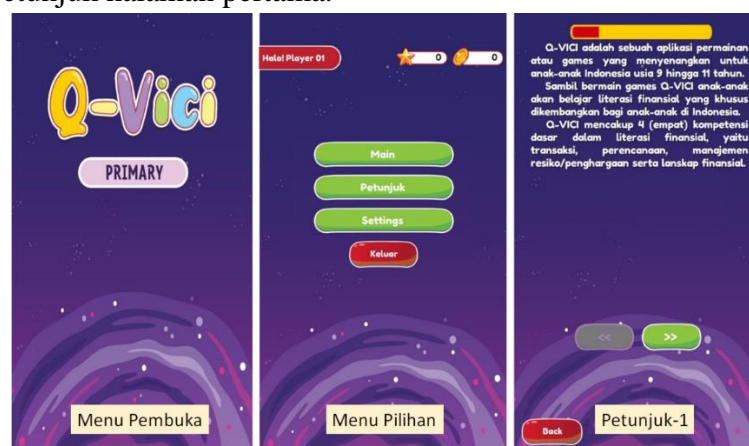 Q-Vici
PRIMARY
Menu Pembuka
Halo! Player 01
0
0
Main
Petunjuk
Settings
Keluar
Menu Pilihan
Q-VICI adalah sebuah aplikasi permainan
atau games yang menyenangkan untuk
anak-anak Indonesia usia 9 hingga 11 tahun.
Sambil bermain games Q-VICI anak-anak
akan belajar literasi finansial yang khusus
dikembangkan bagi anak-anak di Indonesia.
Q-VICI mencakup 4 (empat) kompetensi
dasar dalam literasi finansial, yaitu
transaksi, perencanaan, manajemen
resiko/penghargaan serta lanskap finansial.
<<
>>
Back
Petunjuk-1